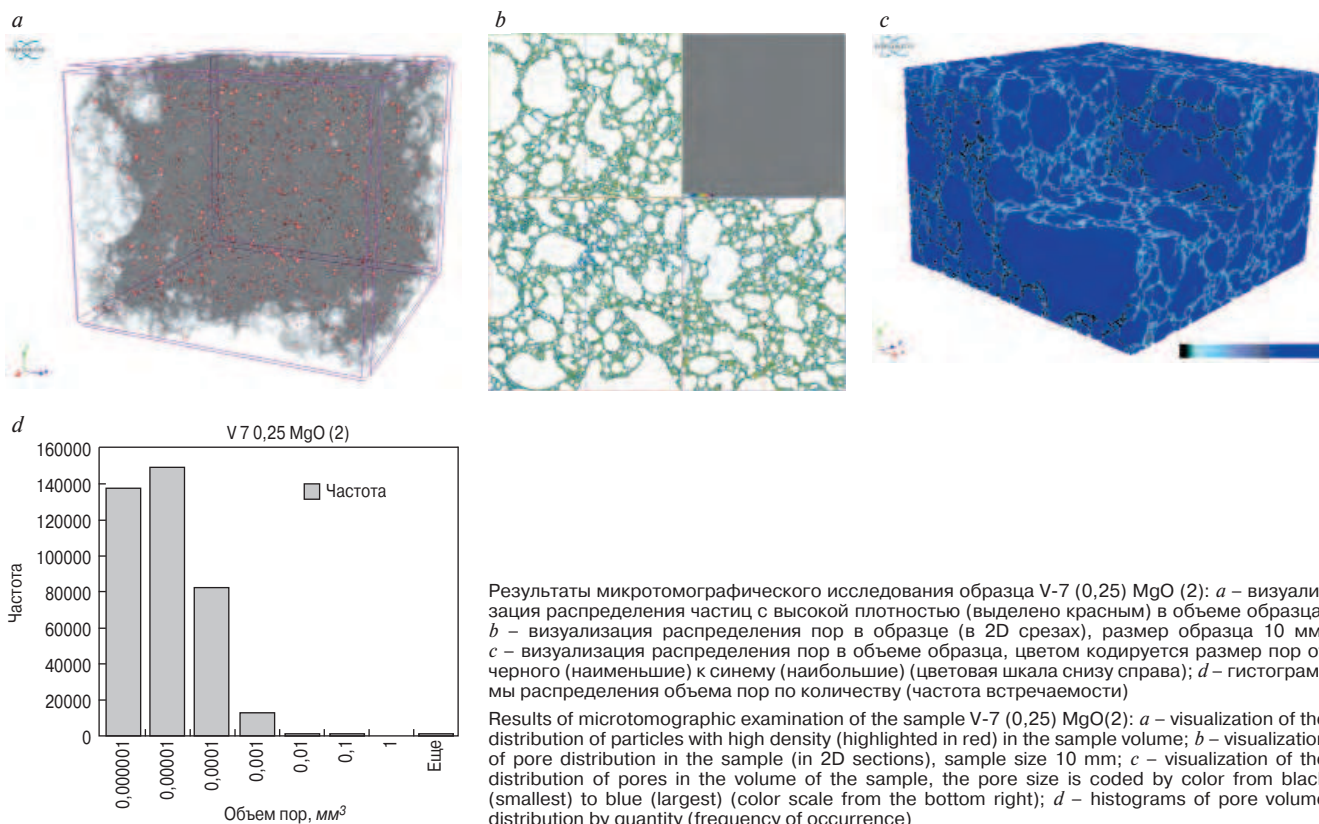 a
b
c
d
V 7 0,25 MgO (2)
160000
140000
120000
100000
80000
60000
40000
20000
0
Частота
Частота
0,000001
0,00001
0,0001
0,001
0,01
0,1
1
Еще
Объем пор, мм³
Результаты микротомографического исследования образца V-7 (0,25) MgO (2): a – визуали
зация распределения частиц с высокой плотностью (выделено красным) в объеме образца
b – визуализация распределения пор в образце (в 2D срезах), размер образца 10 мм
c – визуализация распределения пор в объеме образца, цветом кодируется размер пор о
черного (наименьшие) к синему (наибольшие) (цветовая шкала снизу справа); d – гистограм
мы распределения объема пор по количеству (частота встречаемости)
Results of microtomographic examination of the sample V-7 (0,25) MgO(2): a – visualization of the
distribution of particles with high density (highlighted in red) in the sample volume; b – visualization
of pore distribution in the sample (in 2D sections), sample size 10 mm; c – visualization of the
distribution of pores in the volume of the sample, the pore size is coded by color from black
(smallest) to blue (largest) (color scale from the bottom right); d – histograms of pore volume
distribution by quantity (frequency of occurrence)